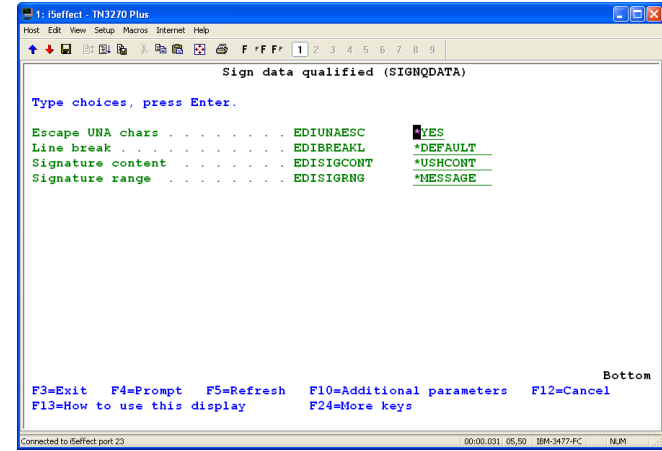 1: i5effect - TN3270 Plus
Host Edit View Setup Macros Internet Help
F F F F 1 2 3 4 5 6 7 8 9
Sign data qualified (SIGNQDATA)
Type choices, press Enter.
Escape UNA chars . . . . . . . . EDIUNAESC *YES
Line break . . . . . . . . . . . EDIBREAKL *DEFAULT
Signature content . . . . . . . EDISIGCONT *USHCONT
Signature range . . . . . . . . EDISIGRNG *MESSAGE
Bottom
F3=Exit F4=Prompt F5=Refresh F10=Additional parameters F12=Cancel
F13=How to use this display F24=More keys
Connected to i5effect port 23 00:00.031 05,50 IBM-3477-FC NUM